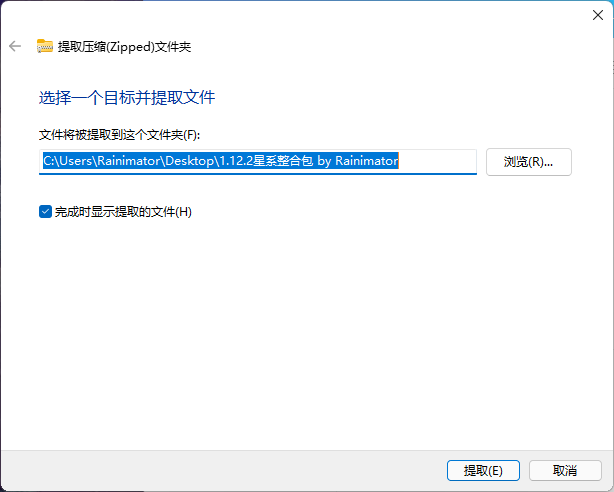 提取压缩(Zipped)文件夹
选择一个目标并提取文件
文件将被提取到这个文件夹(F):
C:\Users\Rainimator\Desktop\1.12.2星系整合包 by Rainimator
浏览(R)...
完成时显示提取的文件(H)
提取(E)
取消